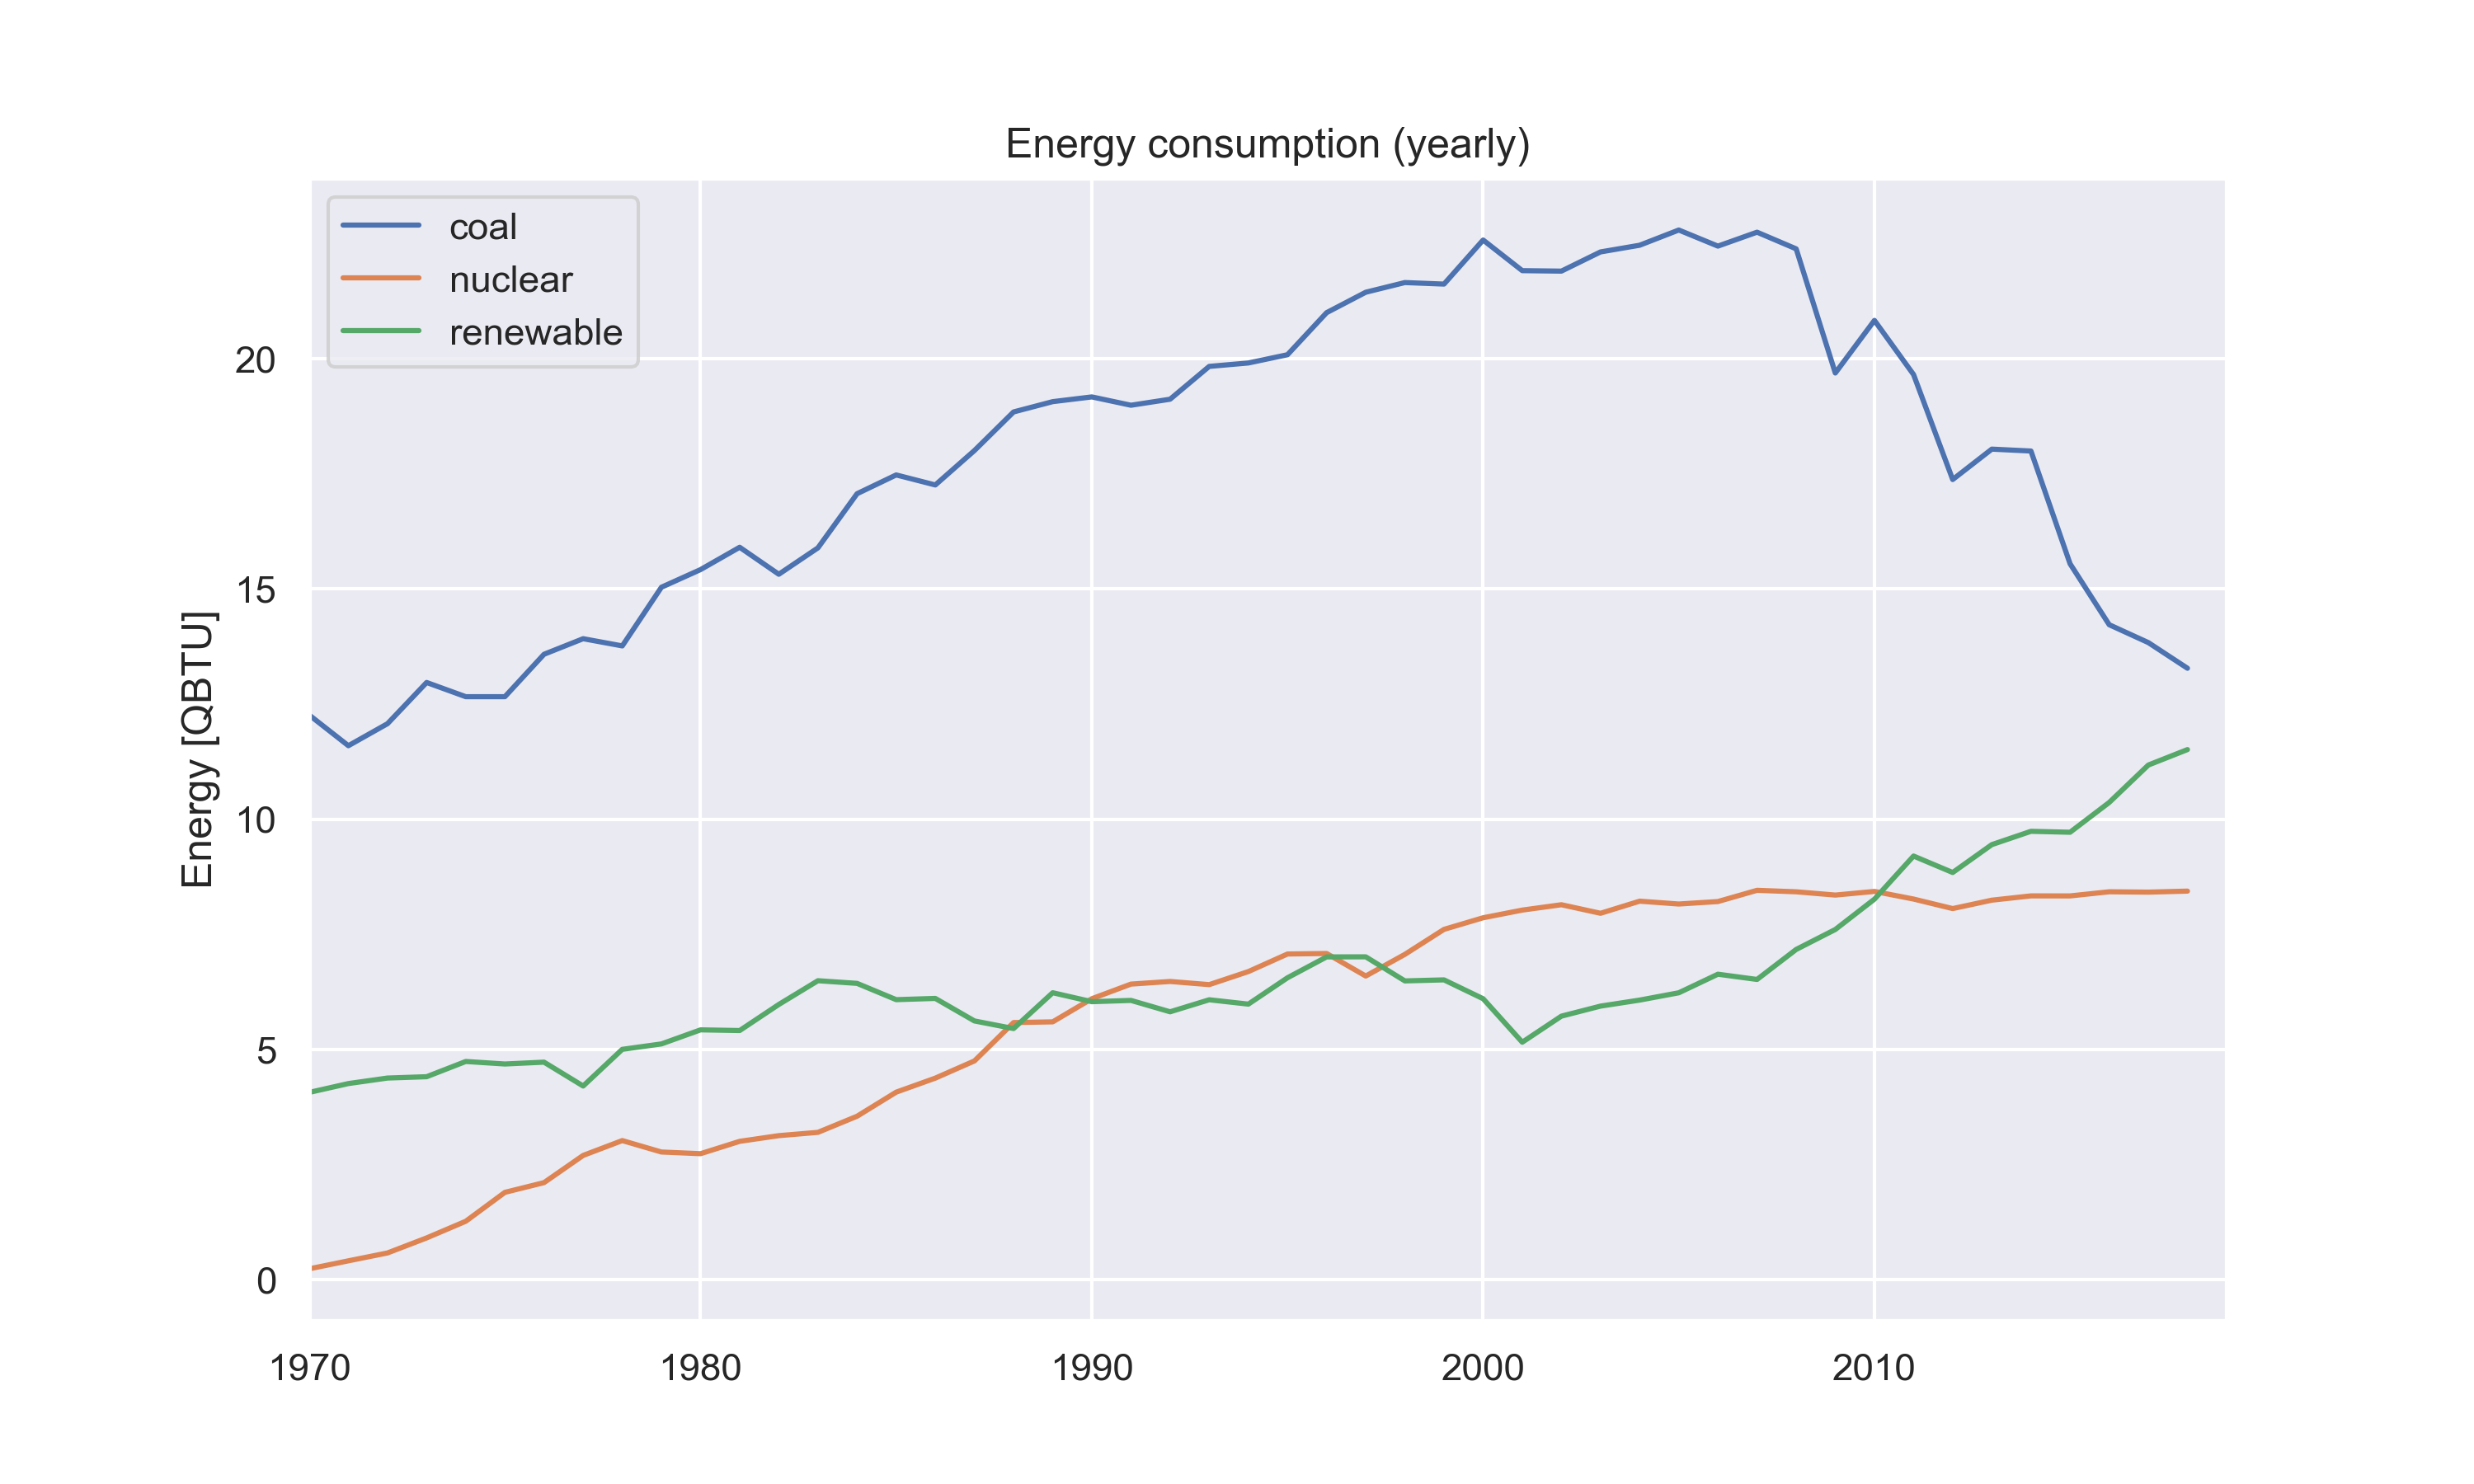 Energy consumption (yearly)
coal
nuclear
renewable
Energy [QBTU]
20
15
10
5
0
1970 1980 1990 2000 2010